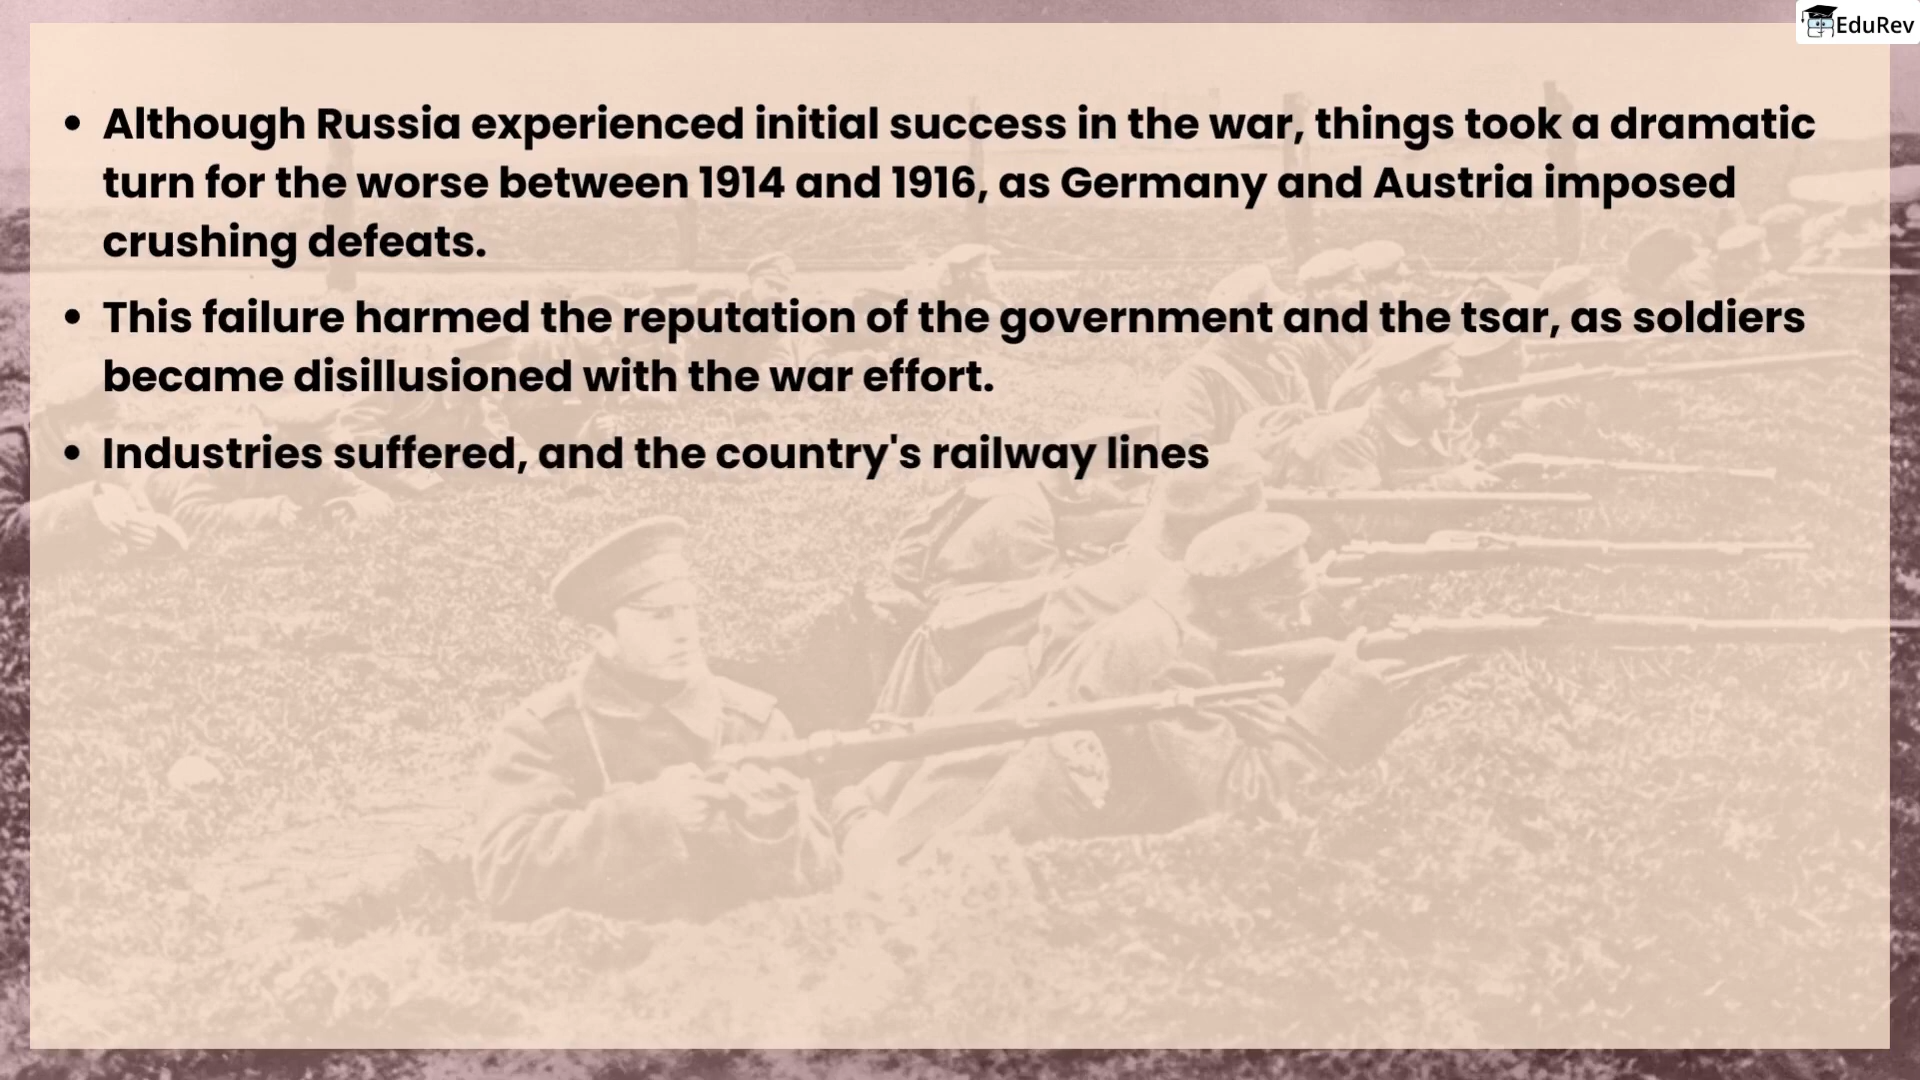 EduRev
• Although Russia experienced initial success in the war, things took a dramatic
turn for the worse between 1914 and 1916, as Germany and Austria imposed
crushing defeats.
• This failure harmed the reputation of the government and the tsar, as soldiers
became disillusioned with the war effort.
• Industries suffered, and the country's railway lines